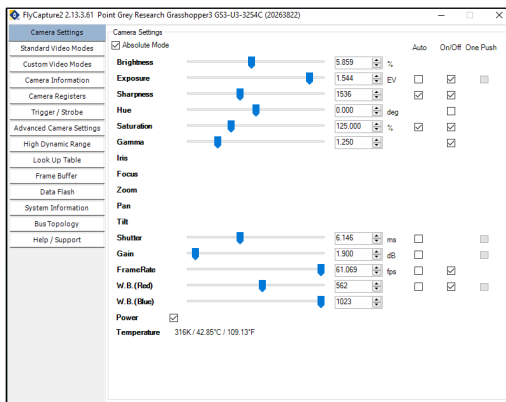 FlyCapture2 2.13.3.61 Point Grey Research Grasshopper3 GS3-U3-32S4C (20263822)
Camera Settings
Standard Video Modes
Custom Video Modes
Camera Information
Camera Registers
Trigger / Strobe
Advanced Camera Settings
High Dynamic Range
Look Up Table
Frame Buffer
Data Flash
System Information
Bus Topology
Help / Support
Camera Settings
Absolute Mode
Auto On/Off One Push
Brightness 5.859 %
Exposure 1.544 EV
Sharpness 1536
Hue 0.000 deg
Saturation 125.000 %
Gamma 1.250
Iris
Focus
Zoom
Pan
Tilt
Shutter 6.146 ms
Gain 1.900 dB
FrameRate 61.069 fps
W.B.(Red) 562
W.B.(Blue) 1023
Power
Temperature 316K / 42.85°C / 109.13°F